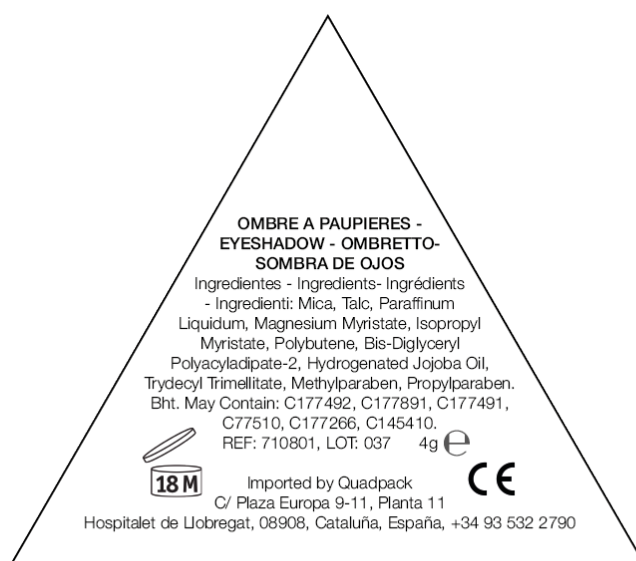 OMBRE A PAUPIERES -
EYESHADOW - OMBRETTO-
SOMBRA DE OJOS
Ingredientes - Ingredients- Ingrédients
- Ingredienti: Mica, Talc, Paraffinum
Liquidum, Magnesium Myristate, Isopropyl
Myristate, Polybutene, Bis-Diglyceryl
Polyacyladipate-2, Hydrogenated Jojoba Oil,
Trydecyl Trimellitate, Methylparaben, Propylparaben.
Bht. May Contain: C177492, C177891, C177491,
C77510, C177266, C145410.
REF: 710801, LOT: 037 4g ℮
18 M
CE
Imported by Quadpack
C/ Plaza Europa 9-11, Planta 11
Hospitalet de Llobregat, 08908, Cataluña, España, +34 93 532 2790